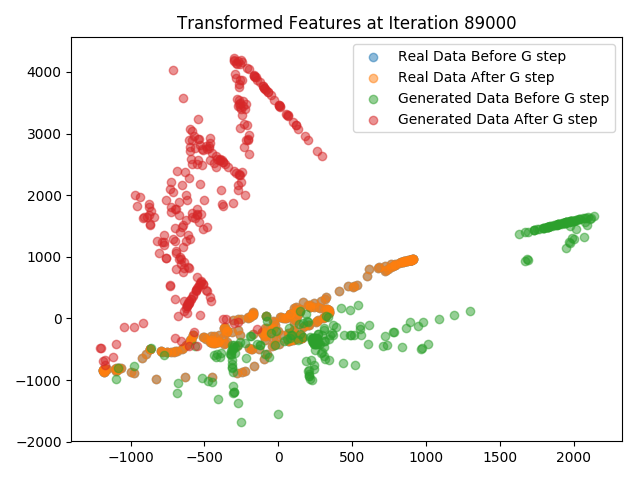 Transformed Features at Iteration 89000
Real Data Before G step
Real Data After G step
Generated Data Before G step
Generated Data After G step
4000
3000
2000
1000
0
−1000
−2000
−1000 −500 0 500 1000 1500 2000